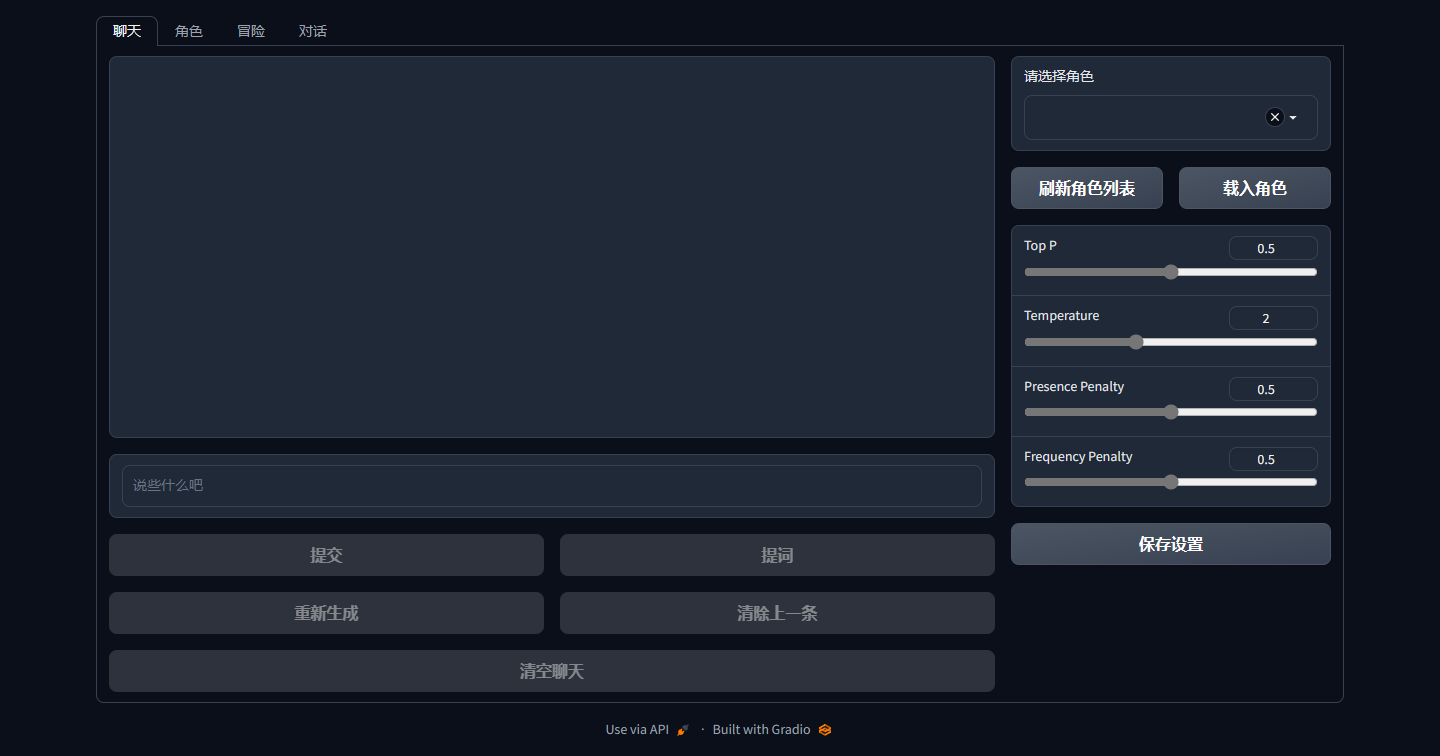 聊天 角色 冒险 对话
请选择角色
刷新角色列表 载入角色
Top P 0.5
Temperature 2
Presence Penalty 0.5
Frequency Penalty 0.5
保存设置
说些什么吧
提交 提词
重新生成 清除上一条
清空聊天
Use via API · Built with Gradio